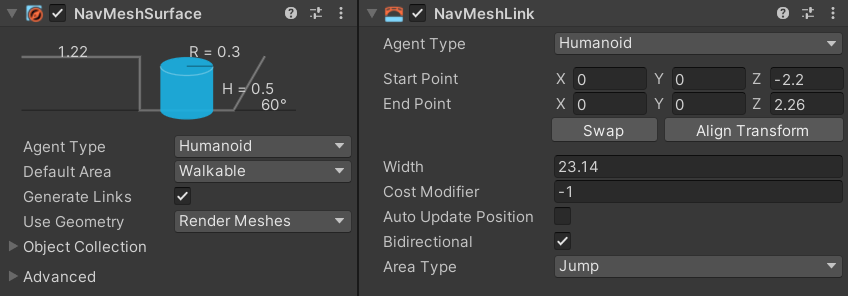 NavMeshSurface
1.22
R = 0.3
H = 0.5
60°
Agent Type Humanoid
Default Area Walkable
Generate Links
Use Geometry Render Meshes
Object Collection
Advanced
NavMeshLink
Agent Type Humanoid
Start Point X 0 Y 0 Z -2.2
End Point X 0 Y 0 Z 2.26
Swap Align Transform
Width 23.14
Cost Modifier -1
Auto Update Position
Bidirectional
Area Type Jump